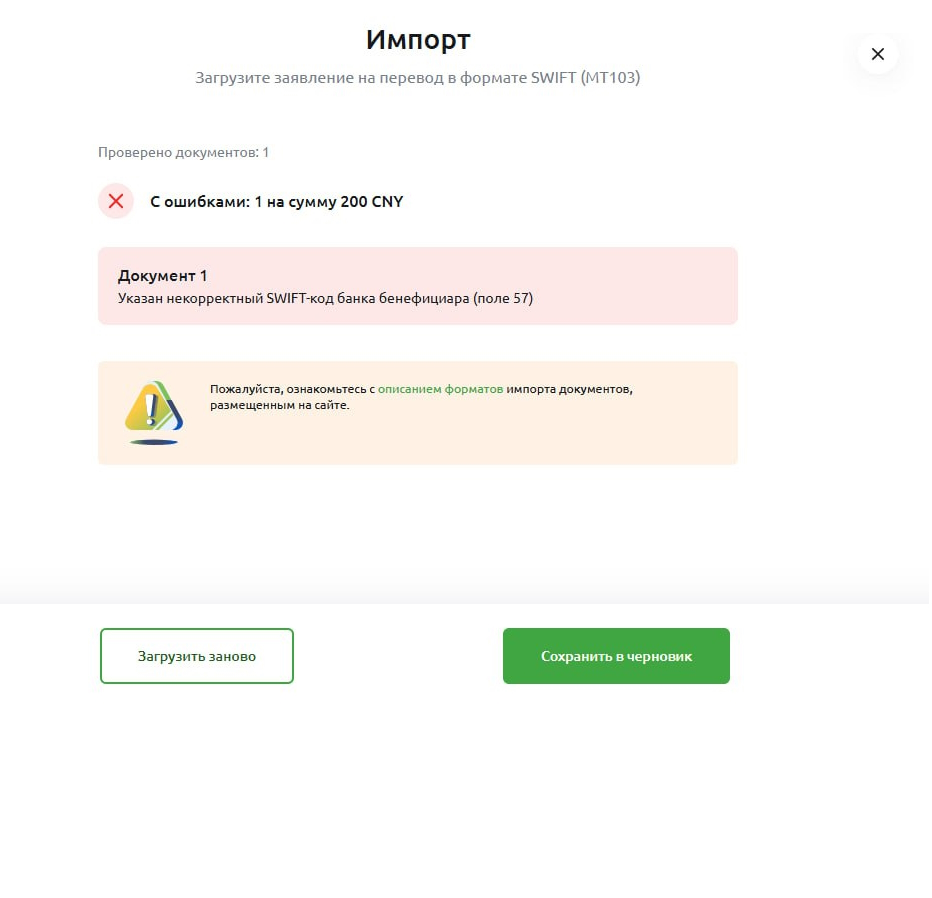 Импорт
Загрузите заявление на перевод в формате SWIFT (MT103)
Проверено документов: 1
С ошибками: 1 на сумму 200 CNY
Документ 1
Указан некорректный SWIFT-код банка бенефициара (поле 57)
Пожалуйста, ознакомьтесь с описанием форматов импорта документов,
размещенным на сайте.
Загрузить заново
Сохранить в черновик